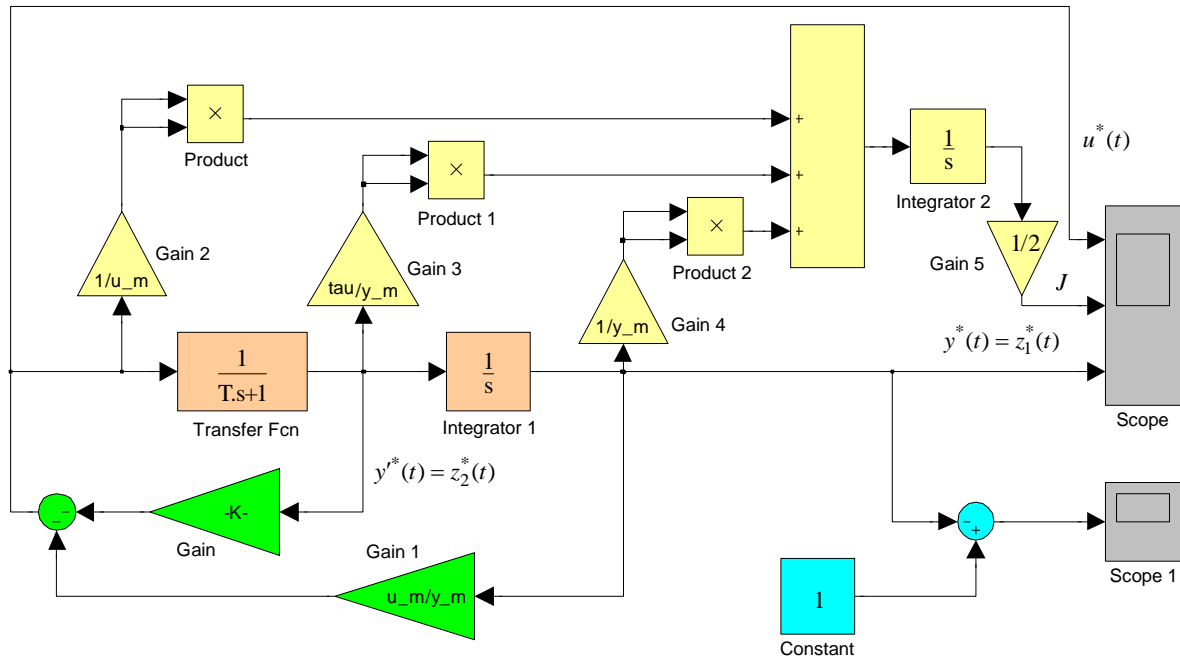 ×
Product
×
Product 1
×
Product 2
+
+
+
1
s
Integrator 2
u*(t)
1/u_m
Gain 2
tau/y_m
Gain 3
1/y_m
Gain 4
1/2
Gain 5
J
y*(t) = z₁*(t)
1
T.s+1
Transfer Fcn
1
s
Integrator 1
Scope
y′*(t) = z₂*(t)
-
-
-K-
Gain
Gain 1
u_m/y_m
-
+
Scope 1
1
Constant